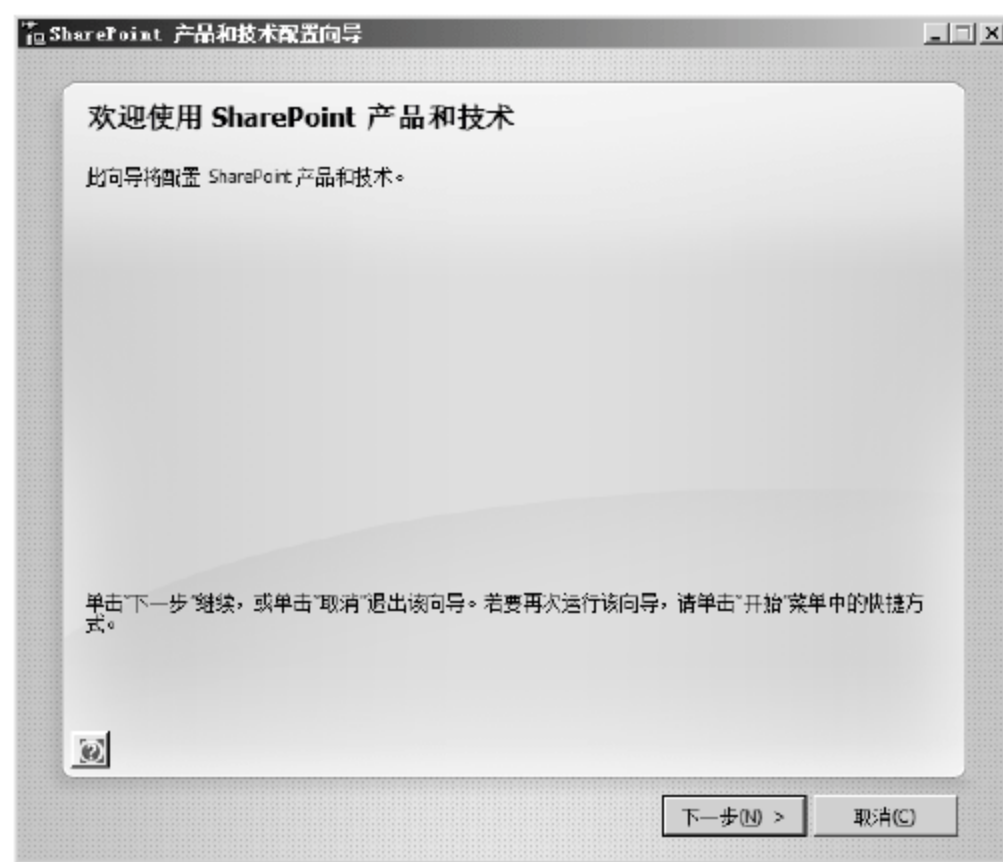 SharePoint 产品和技术配置向导
欢迎使用 SharePoint 产品和技术
此向导将配置 SharePoint 产品和技术。
单击"下一步"继续，或单击"取消"退出该向导。若要再次运行该向导，请单击"开始"菜单中的快捷方
式。
下一步(N) >
取消(C)